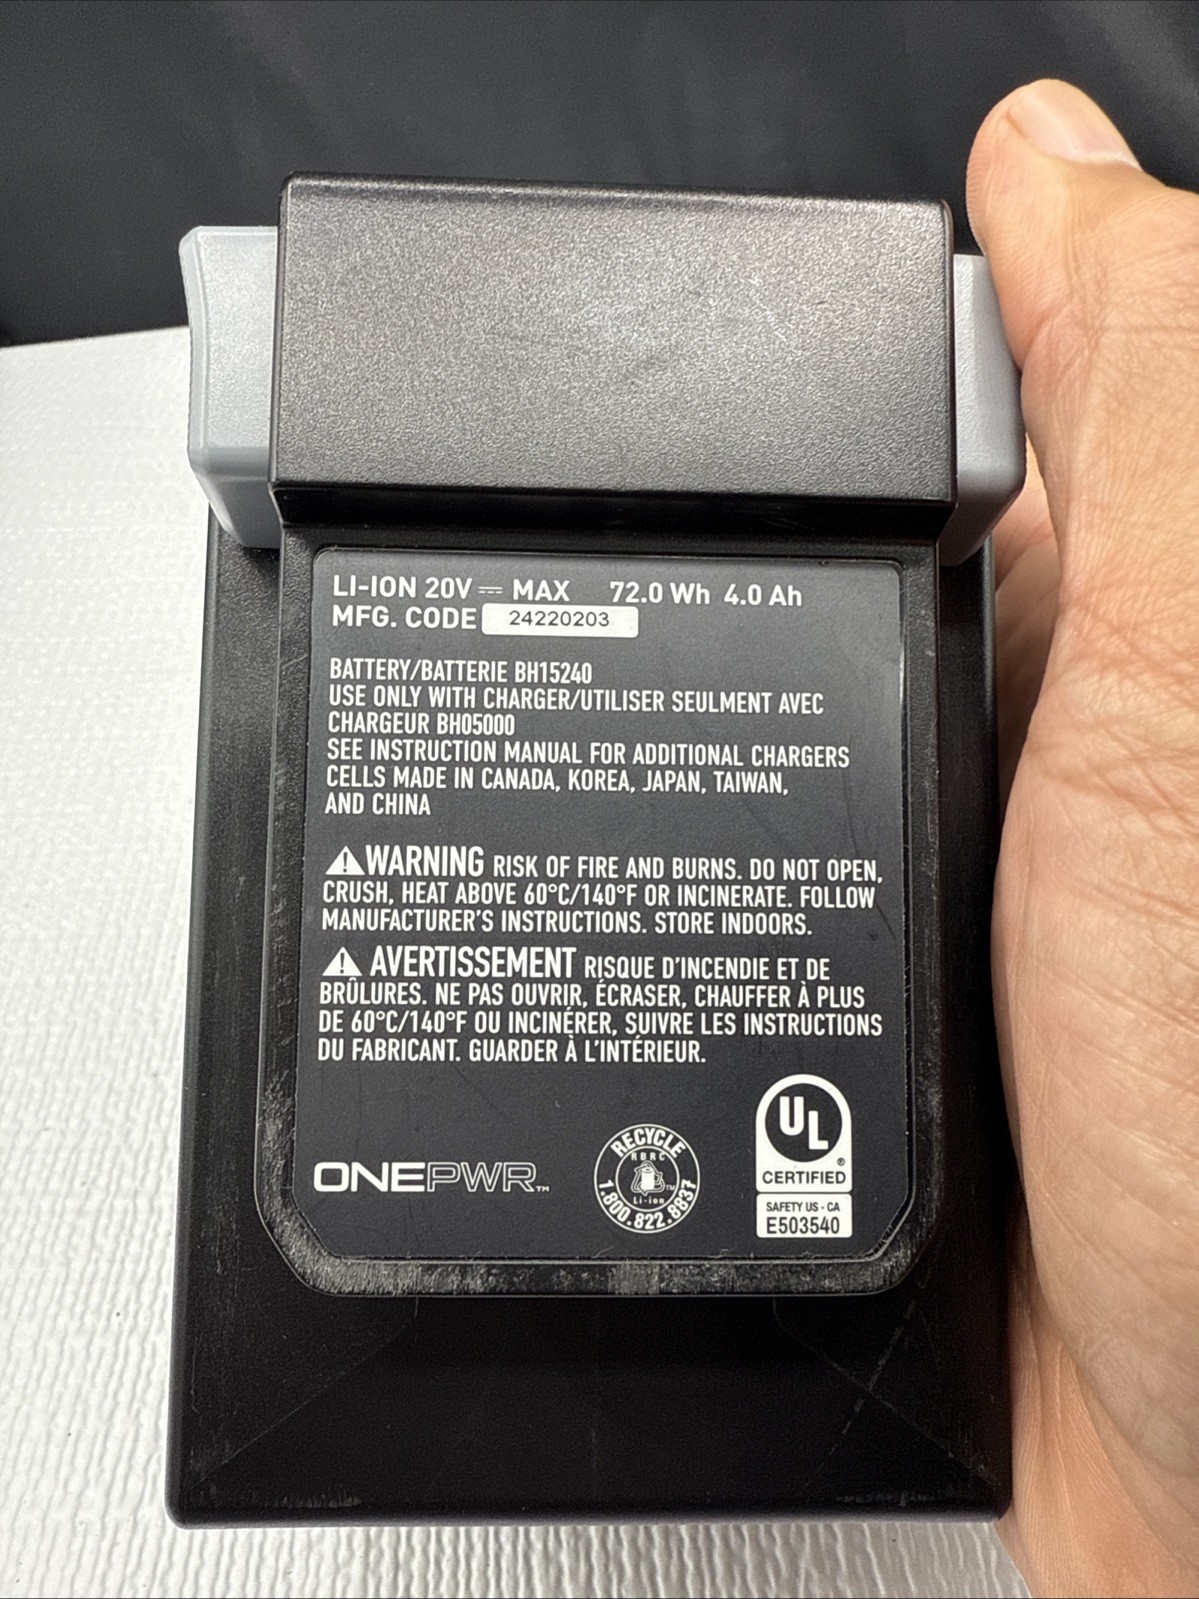 LI-ION 20V ⎓ MAX 72.0 Wh 4.0 Ah
MFG. CODE 24220203
BATTERY/BATTERIE BH15240
USE ONLY WITH CHARGER/UTILISER SEULMENT AVEC
CHARGEUR BH05000
SEE INSTRUCTION MANUAL FOR ADDITIONAL CHARGERS
CELLS MADE IN CANADA, KOREA, JAPAN, TAIWAN,
AND CHINA
⚠WARNING RISK OF FIRE AND BURNS. DO NOT OPEN,
CRUSH, HEAT ABOVE 60°C/140°F OR INCINERATE. FOLLOW
MANUFACTURER'S INSTRUCTIONS. STORE INDOORS.
⚠ AVERTISSEMENT RISQUE D'INCENDIE ET DE
BRÛLURES. NE PAS OUVRIR, ÉCRASER, CHAUFFER À PLUS
DE 60°C/140°F OU INCINÉRER, SUIVRE LES INSTRUCTIONS
DU FABRICANT. GUARDER À L'INTÉRIEUR.
ONEPWR™
RECYCLE
RBRC
™
Li-ion
1.800.822.8837
UL
®
CERTIFIED
SAFETY US · CA
E503540